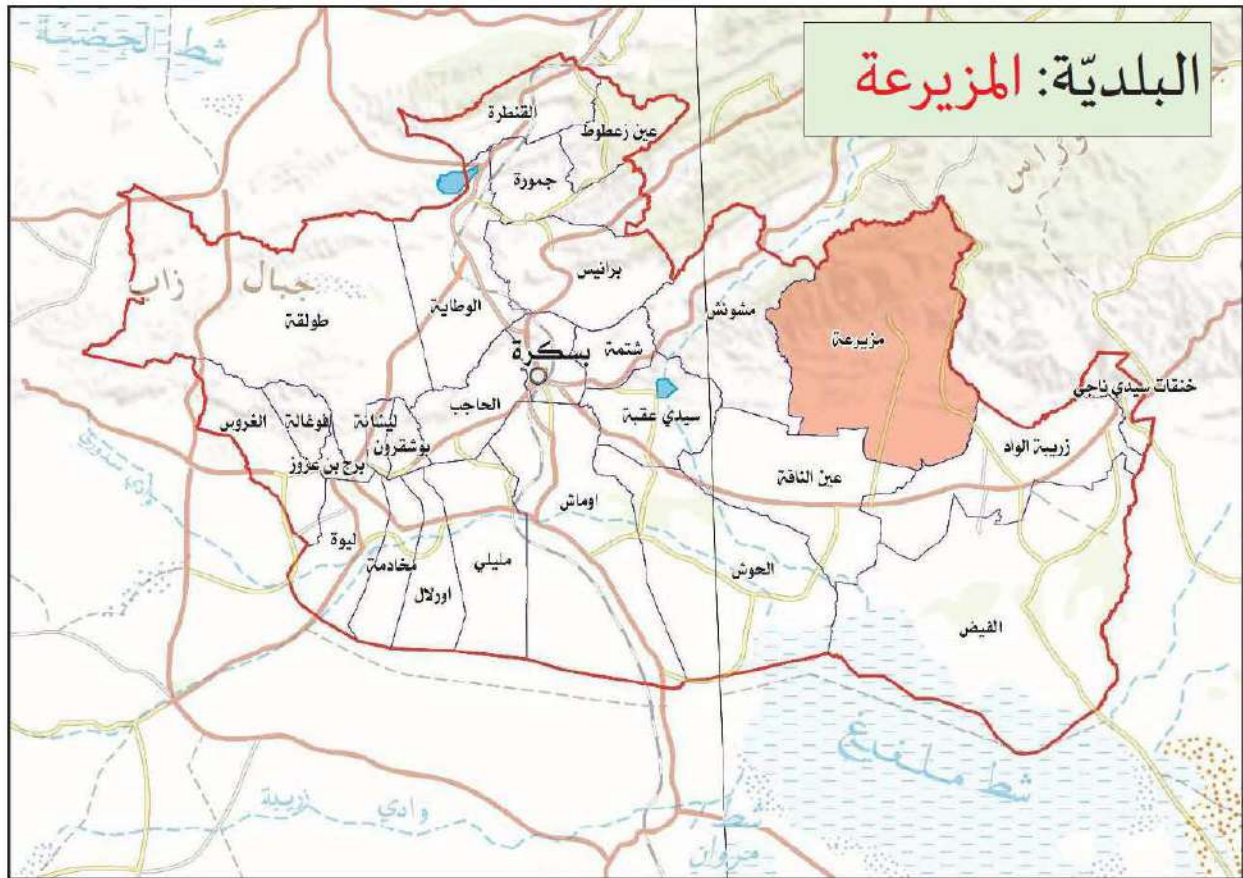 البلديّة: المزيرعة
شط الحضنة
القنطرة
عين زعطوط
جمورة
برانيس
جبال زاب
طولقة
الوطاية
مشونش
مزيرعة
شتمة
بسكرة
خنقات سيدي ناجي
الحاجب
سيدي عقبة
ليشانة
فوغالة
الغروس
بوشقرون
برج بن عزوز
زريبة الواد
عين الناقة
اوماش
ليوة
مخادمة
مليلي
اورلال
الحوش
الفيض
شط ملغيغ
وادي زريبة
شط
مروان